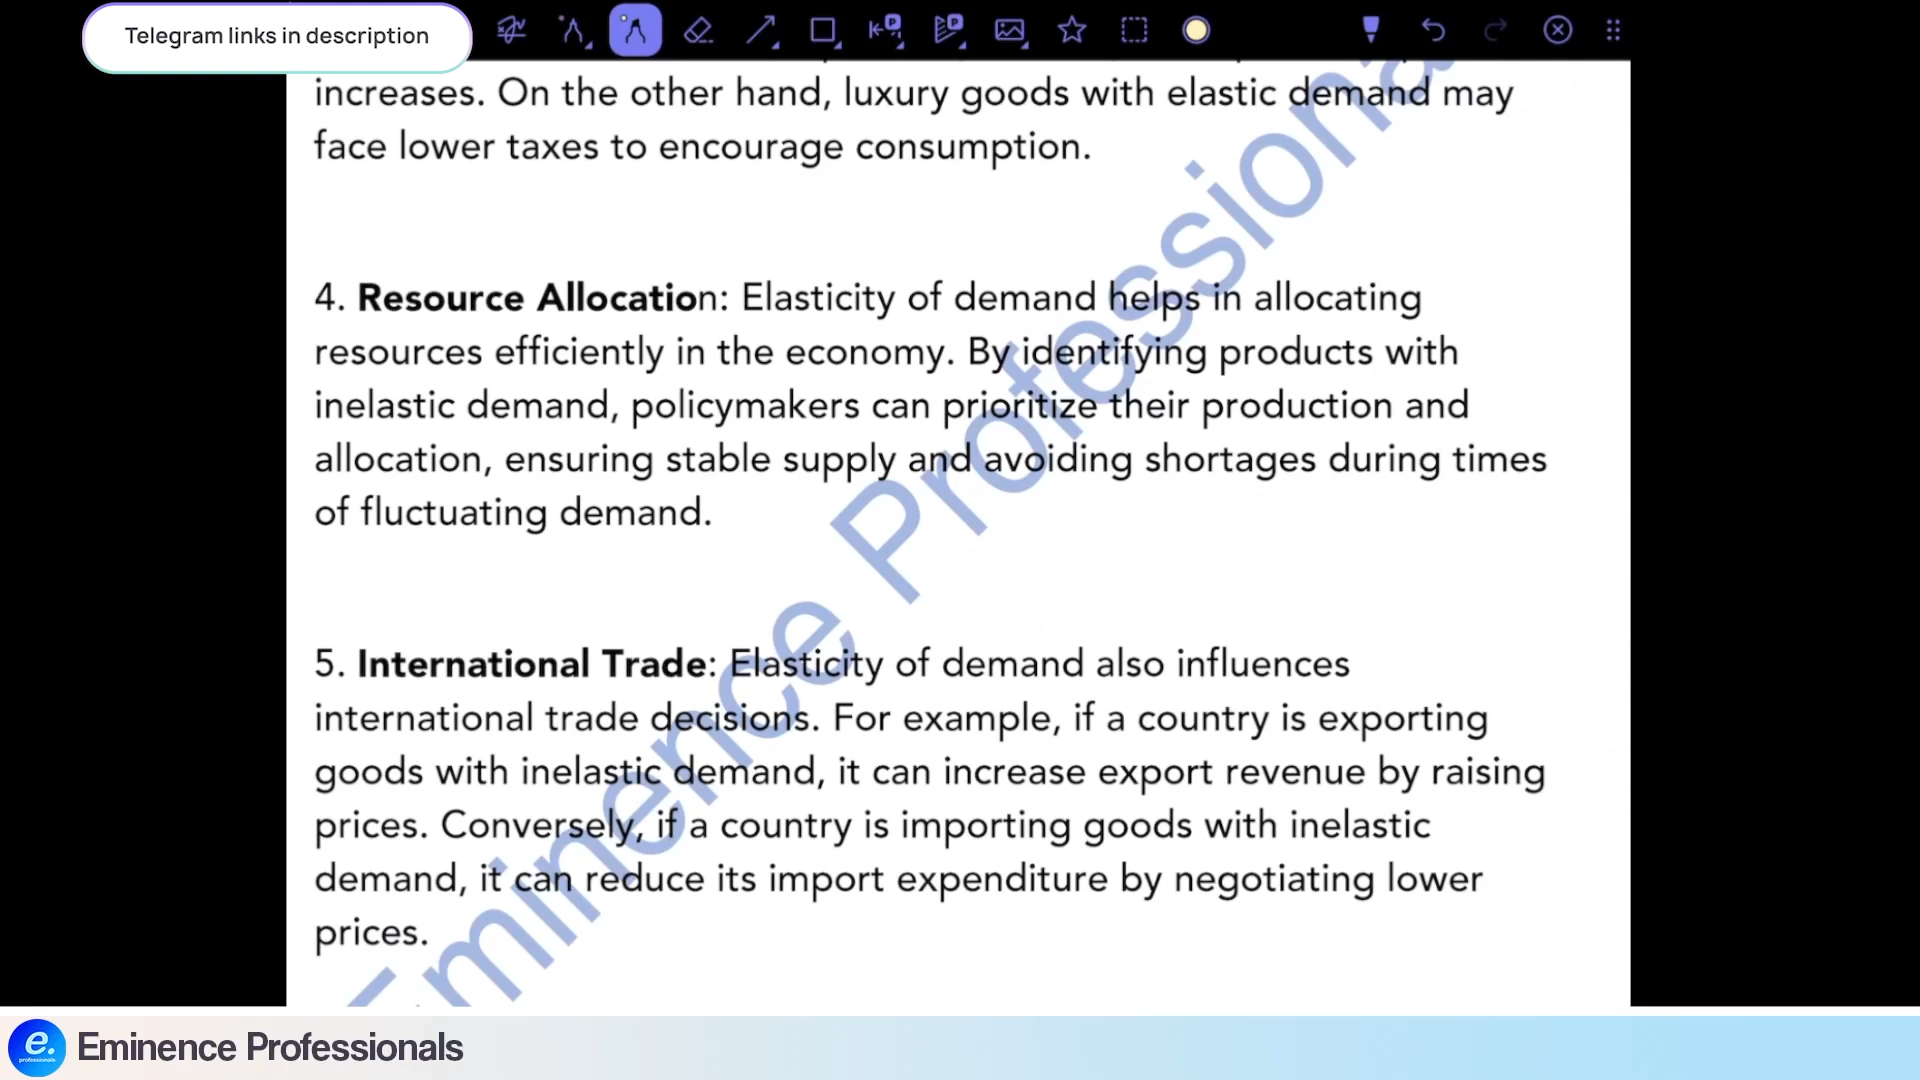 Telegram links in description
increases. On the other hand, luxury goods with elastic demand may
face lower taxes to encourage consumption.
4. Resource Allocation: Elasticity of demand helps in allocating
resources efficiently in the economy. By identifying products with
inelastic demand, policymakers can prioritize their production and
allocation, ensuring stable supply and avoiding shortages during times
of fluctuating demand.
5. International Trade: Elasticity of demand also influences
international trade decisions. For example, if a country is exporting
goods with inelastic demand, it can increase export revenue by raising
prices. Conversely, if a country is importing goods with inelastic
demand, it can reduce its import expenditure by negotiating lower
prices.
Eminence Professiona
e.
professionals
Eminence Professionals